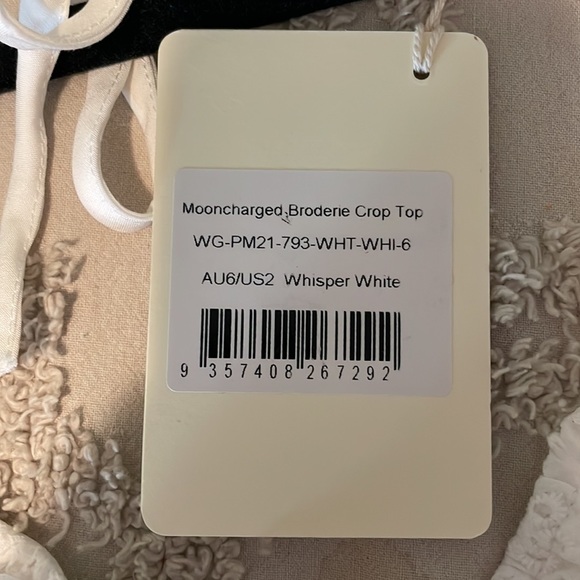 Mooncharged Broderie Crop Top
WG-PM21-793-WHT-WHI-6
AU6/US2 Whisper White
9 357408 267292